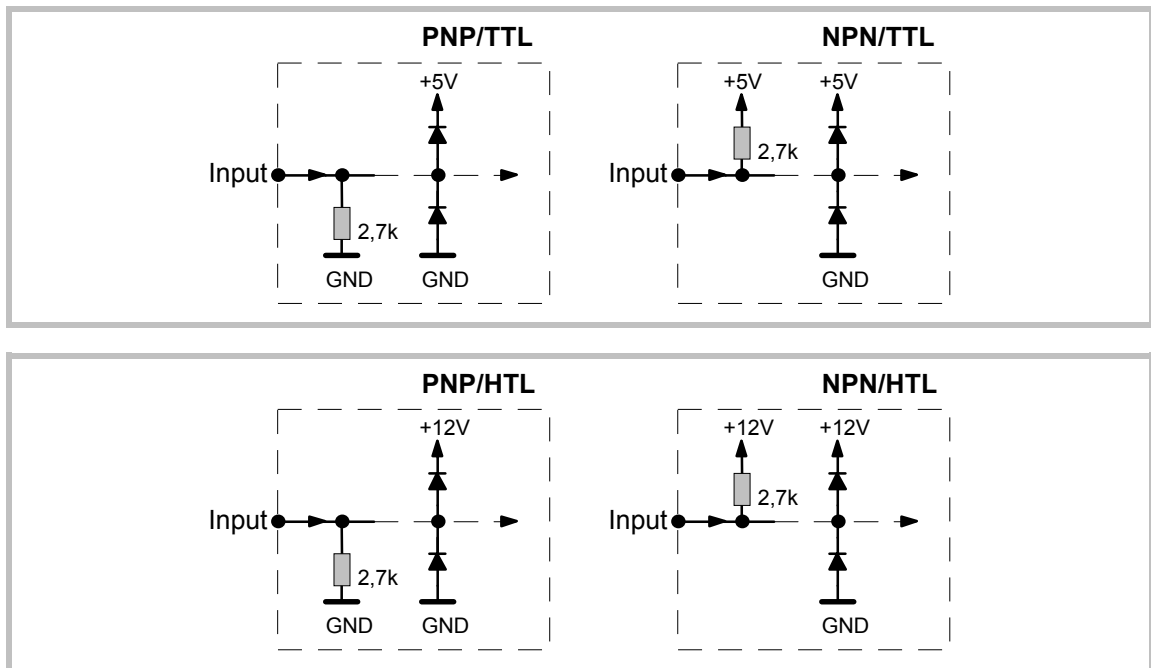 PNP/TTL NPN/TTL
+5V +5V +5V
2,7k
Input Input
2,7k
GND GND GND
PNP/HTL NPN/HTL
+12V +12V +12V
2,7k
Input Input
2,7k
GND GND GND